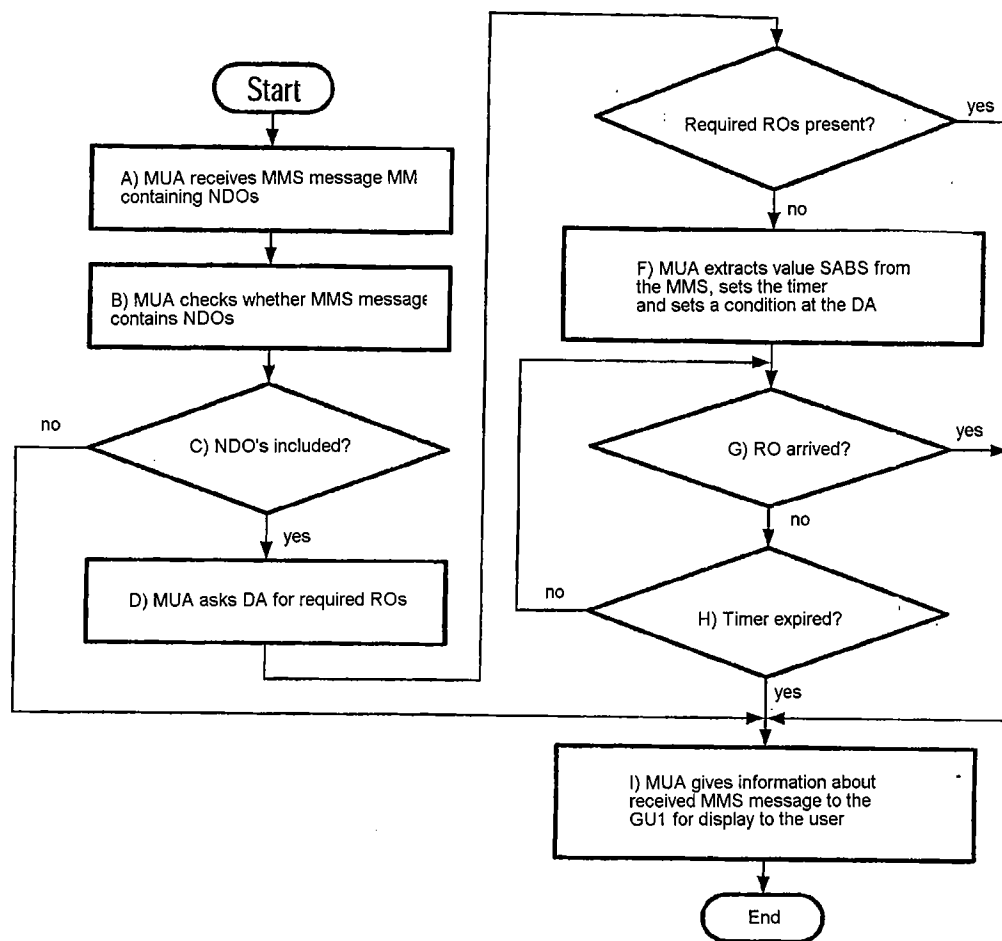 Start
A) MUA receives MMS message MM
containing NDOs
B) MUA checks whether MMS message
contains NDOs
no
C) NDO's included?
yes
D) MUA asks DA for required ROs
Required ROs present?
yes
no
F) MUA extracts value SABS from
the MMS, sets the timer
and sets a condition at the DA
G) RO arrived?
yes
no
no
H) Timer expired?
yes
I) MUA gives information about
received MMS message to the
GU1 for display to the user
End